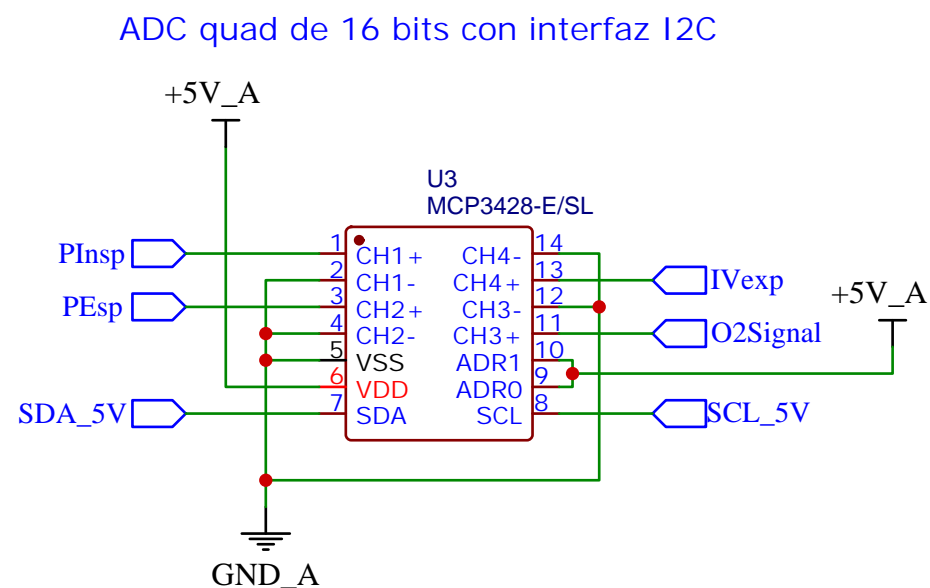 ADC quad de 16 bits con interfaz I2C
+5V_A
U3
MCP3428-E/SL
1 CH1+ CH4- 14
PInsp 2 CH1- CH4+ 13 IVexp
PEsp 3 CH2+ CH3- 12 +5V_A
4 CH2- CH3+ 11 O2Signal
5 VSS ADR1 10
6 VDD ADR0 9
SDA_5V 7 SDA SCL 8 SCL_5V
GND_A